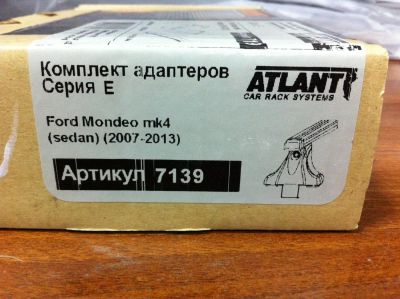 Комплект адаптеров
Серия Е
ATLANT
CAR RACK SYSTEMS
Ford Mondeo mk4
(sedan) (2007-2013)
Артикул 7139